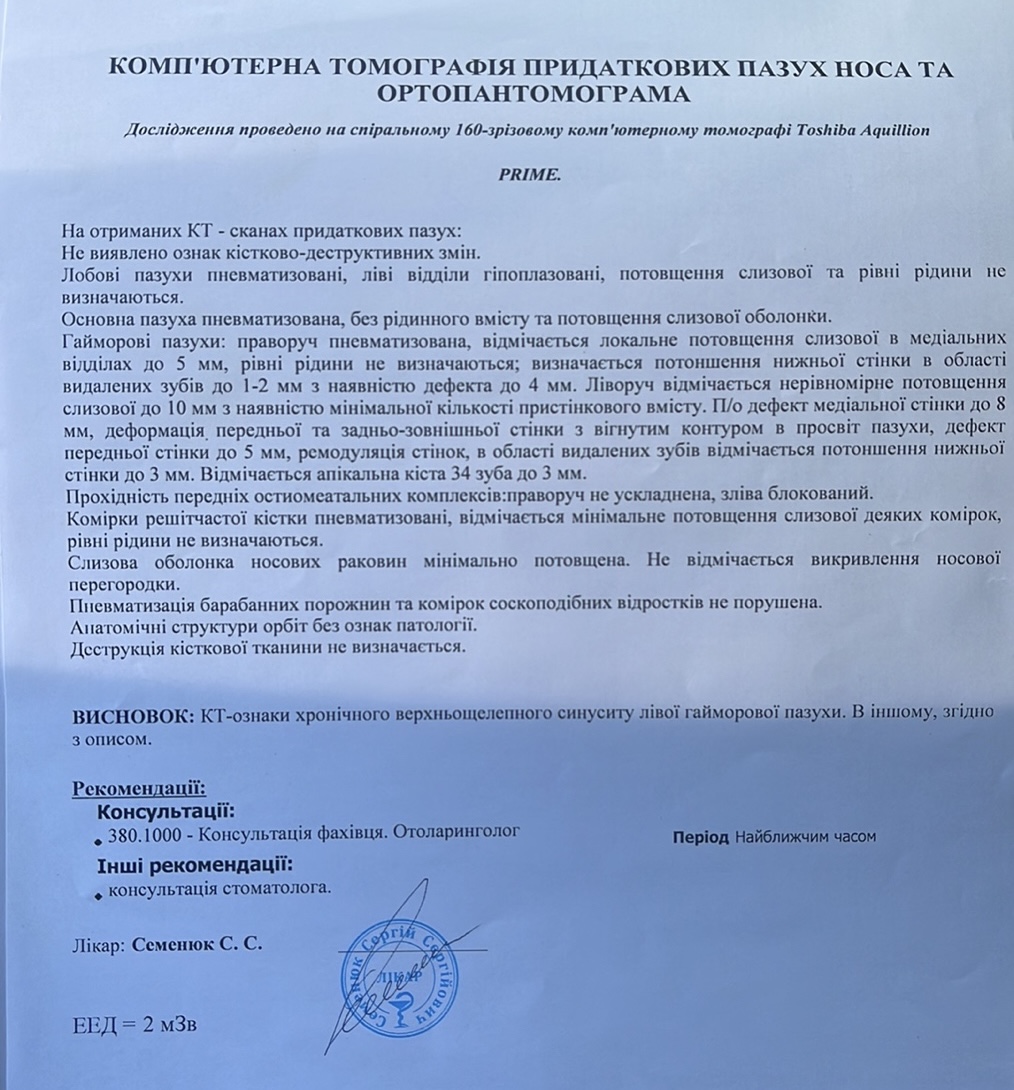 КОМП'ЮТЕРНА ТОМОГРАФІЯ ПРИДАТКОВИХ ПАЗУХ НОСА ТА
ОРТОПАНТОМОГРАМА
Дослідження проведено на спіральному 160-зрізовому комп'ютерному томографі Toshiba Aquillion
PRIME.
На отриманих КТ - сканах придаткових пазух:
Не виявлено ознак кістково-деструктивних змін.
Лобові пазухи пневматизовані, ліві відділи гіпоплазовані, потовщення слизової та рівні рідини не
визначаються.
Основна пазуха пневматизована, без рідинного вмісту та потовщення слизової оболонки.
Гайморові пазухи: праворуч пневматизована, відмічається локальне потовщення слизової в медіальних
відділах до 5 мм, рівні рідини не визначаються; визначається потоншення нижньої стінки в області
видалених зубів до 1-2 мм з наявністю дефекта до 4 мм. Ліворуч відмічається нерівномірне потовщення
слизової до 10 мм з наявністю мінімальної кількості пристінкового вмісту. П/о дефект медіальної стінки до 8
мм, деформація передньої та задньо-зовнішньої стінки з вігнутим контуром в просвіт пазухи, дефект
передньої стінки до 5 мм, ремодуляція стінок, в області видалених зубів відмічається потоншення нижньої
стінки до 3 мм. Відмічається апікальна кіста 34 зуба до 3 мм.
Прохідність передніх остиомеатальних комплексів:праворуч не ускладнена, зліва блокований.
Комірки решітчастої кістки пневматизовані, відмічається мінімальне потовщення слизової деяких комірок,
рівні рідини не визначаються.
Слизова оболонка носових раковин мінімально потовщена. Не відмічається викривлення носової
перегородки.
Пневматизація барабанних порожнин та комірок соскоподібних відростків не порушена.
Анатомічні структури орбіт без ознак патології.
Деструкція кісткової тканини не визначається.
ВИСНОВОК: КТ-ознаки хронічного верхньощелепного синуситу лівої гайморової пазухи. В іншому, згідно
з описом.
Рекомендації:
Консультації:
380.1000 - Консультація фахівця. Отоларинголог Період Найближчим часом
Інші рекомендації:
консультація стоматолога.
Лікар: Семенюк С. С.
Семенюк Сергій Сергійович
ЛІКАР
ЕЕД = 2 мЗв